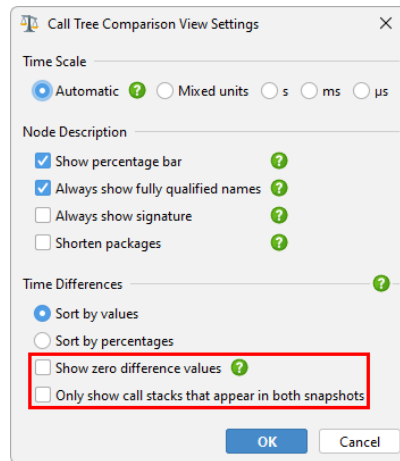 Call Tree Comparison View Settings
Time Scale
Automatic ? Mixed units s ms µs
Node Description
Show percentage bar ?
Always show fully qualified names ?
Always show signature ?
Shorten packages ?
Time Differences ?
Sort by values
Sort by percentages
Show zero difference values ?
Only show call stacks that appear in both snapshots
OK Cancel